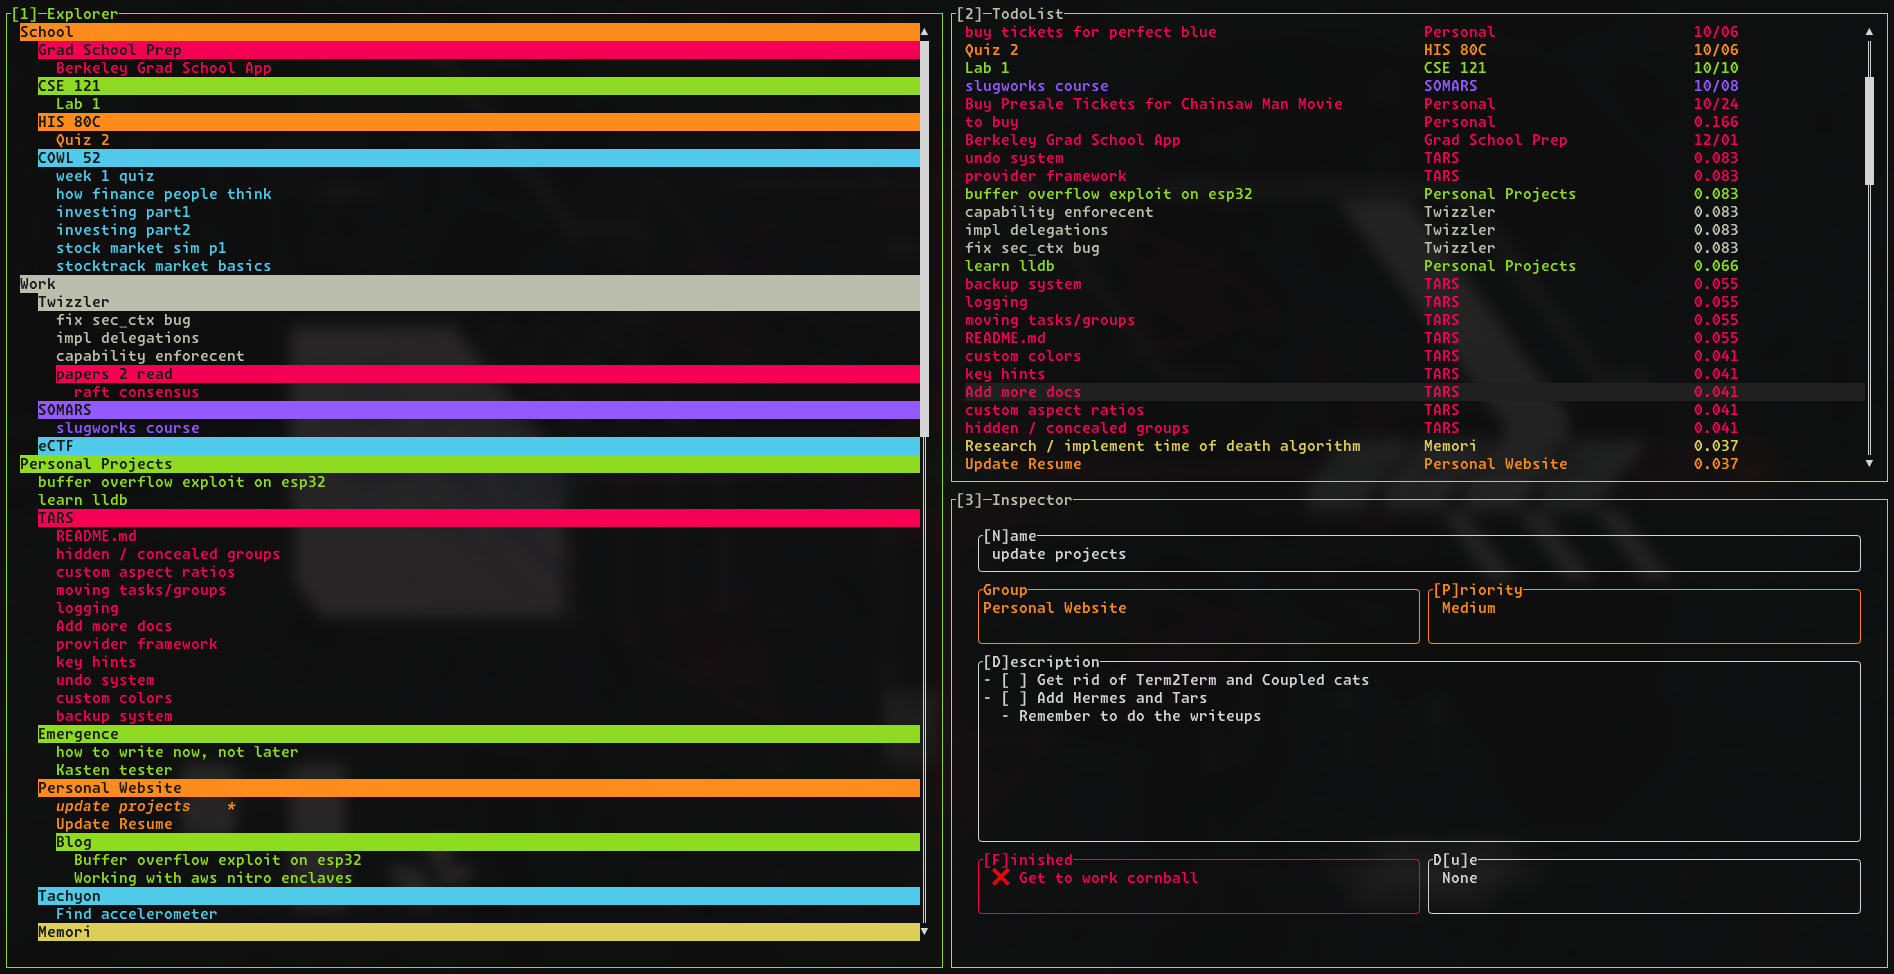 [1] Explorer
School
Grad School Prep
Berkeley Grad School App
CSE 121
Lab 1
HIS 80C
Quiz 2
COWL 52
week 1 quiz
how finance people think
investing part1
investing part2
stock market sim p1
stocktrack market basics
Work
Twizzler
fix sec_ctx bug
impl delegations
capability enforecent
papers 2 read
raft consensus
SOMARS
slugworks course
eCTF
Personal Projects
buffer overflow exploit on esp32
learn lldb
TARS
README.md
hidden / concealed groups
custom aspect ratios
moving tasks/groups
logging
Add more docs
provider framework
key hints
undo system
custom colors
backup system
Emergence
how to write now, not later
Kasten tester
Personal Website
update projects *
Update Resume
Blog
Buffer overflow exploit on esp32
Working with aws nitro enclaves
Tachyon
Find accelerometer
Memori
[2] TodoList
buy tickets for perfect blue Personal 10/06
Quiz 2 HIS 80C 10/06
Lab 1 CSE 121 10/10
slugworks course SOMARS 10/08
Buy Presale Tickets for Chainsaw Man Movie Personal 10/24
to buy Personal 0.166
Berkeley Grad School App Grad School Prep 12/01
undo system TARS 0.083
provider framework TARS 0.083
buffer overflow exploit on esp32 Personal Projects 0.083
capability enforecent Twizzler 0.083
impl delegations Twizzler 0.083
fix sec_ctx bug Twizzler 0.083
learn lldb Personal Projects 0.066
backup system TARS 0.055
logging TARS 0.055
moving tasks/groups TARS 0.055
README.md TARS 0.055
custom colors TARS 0.041
key hints TARS 0.041
Add more docs TARS 0.041
custom aspect ratios TARS 0.041
hidden / concealed groups TARS 0.041
Research / implement time of death algorithm Memori 0.037
Update Resume Personal Website 0.037
[3] Inspector
[N]ame
update projects
Group [P]riority
Personal Website Medium
[D]escription
- [ ] Get rid of Term2Term and Coupled cats
- [ ] Add Hermes and Tars
- Remember to do the writeups
[F]inished D[u]e
❌ Get to work cornball None